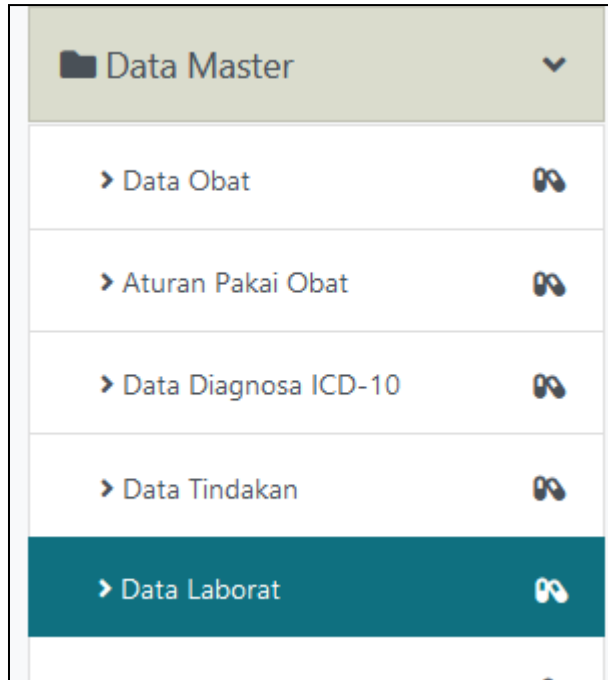 Data Master
Data Obat
Aturan Pakai Obat
Data Diagnosa ICD-10
Data Tindakan
Data Laborat